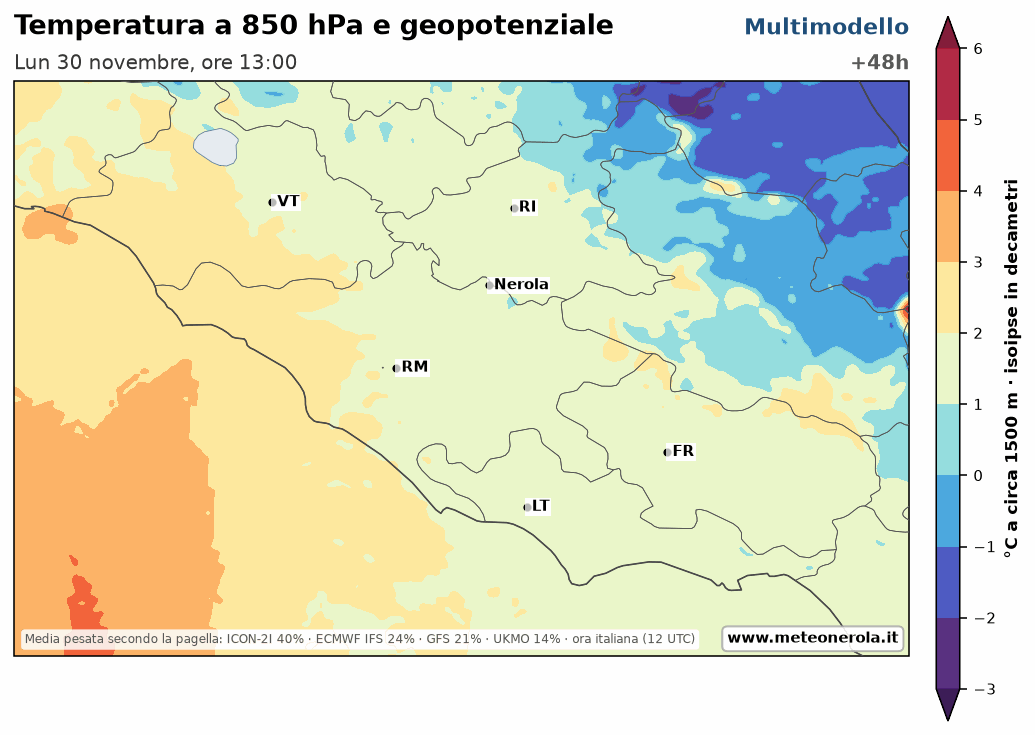 Temperatura a 850 hPa e geopotenziale
Multimodello
Lun 30 novembre, ore 13:00
+48h
VT
RI
Nerola
RM
FR
LT
Media pesata secondo la pagella: ICON-2I 40% · ECMWF IFS 24% · GFS 21% · UKMO 14% · ora italiana (12 UTC)
www.meteonerola.it
6
5
4
3
2
1
0
−1
−2
−3
°C a circa 1500 m · isoipse in decametri